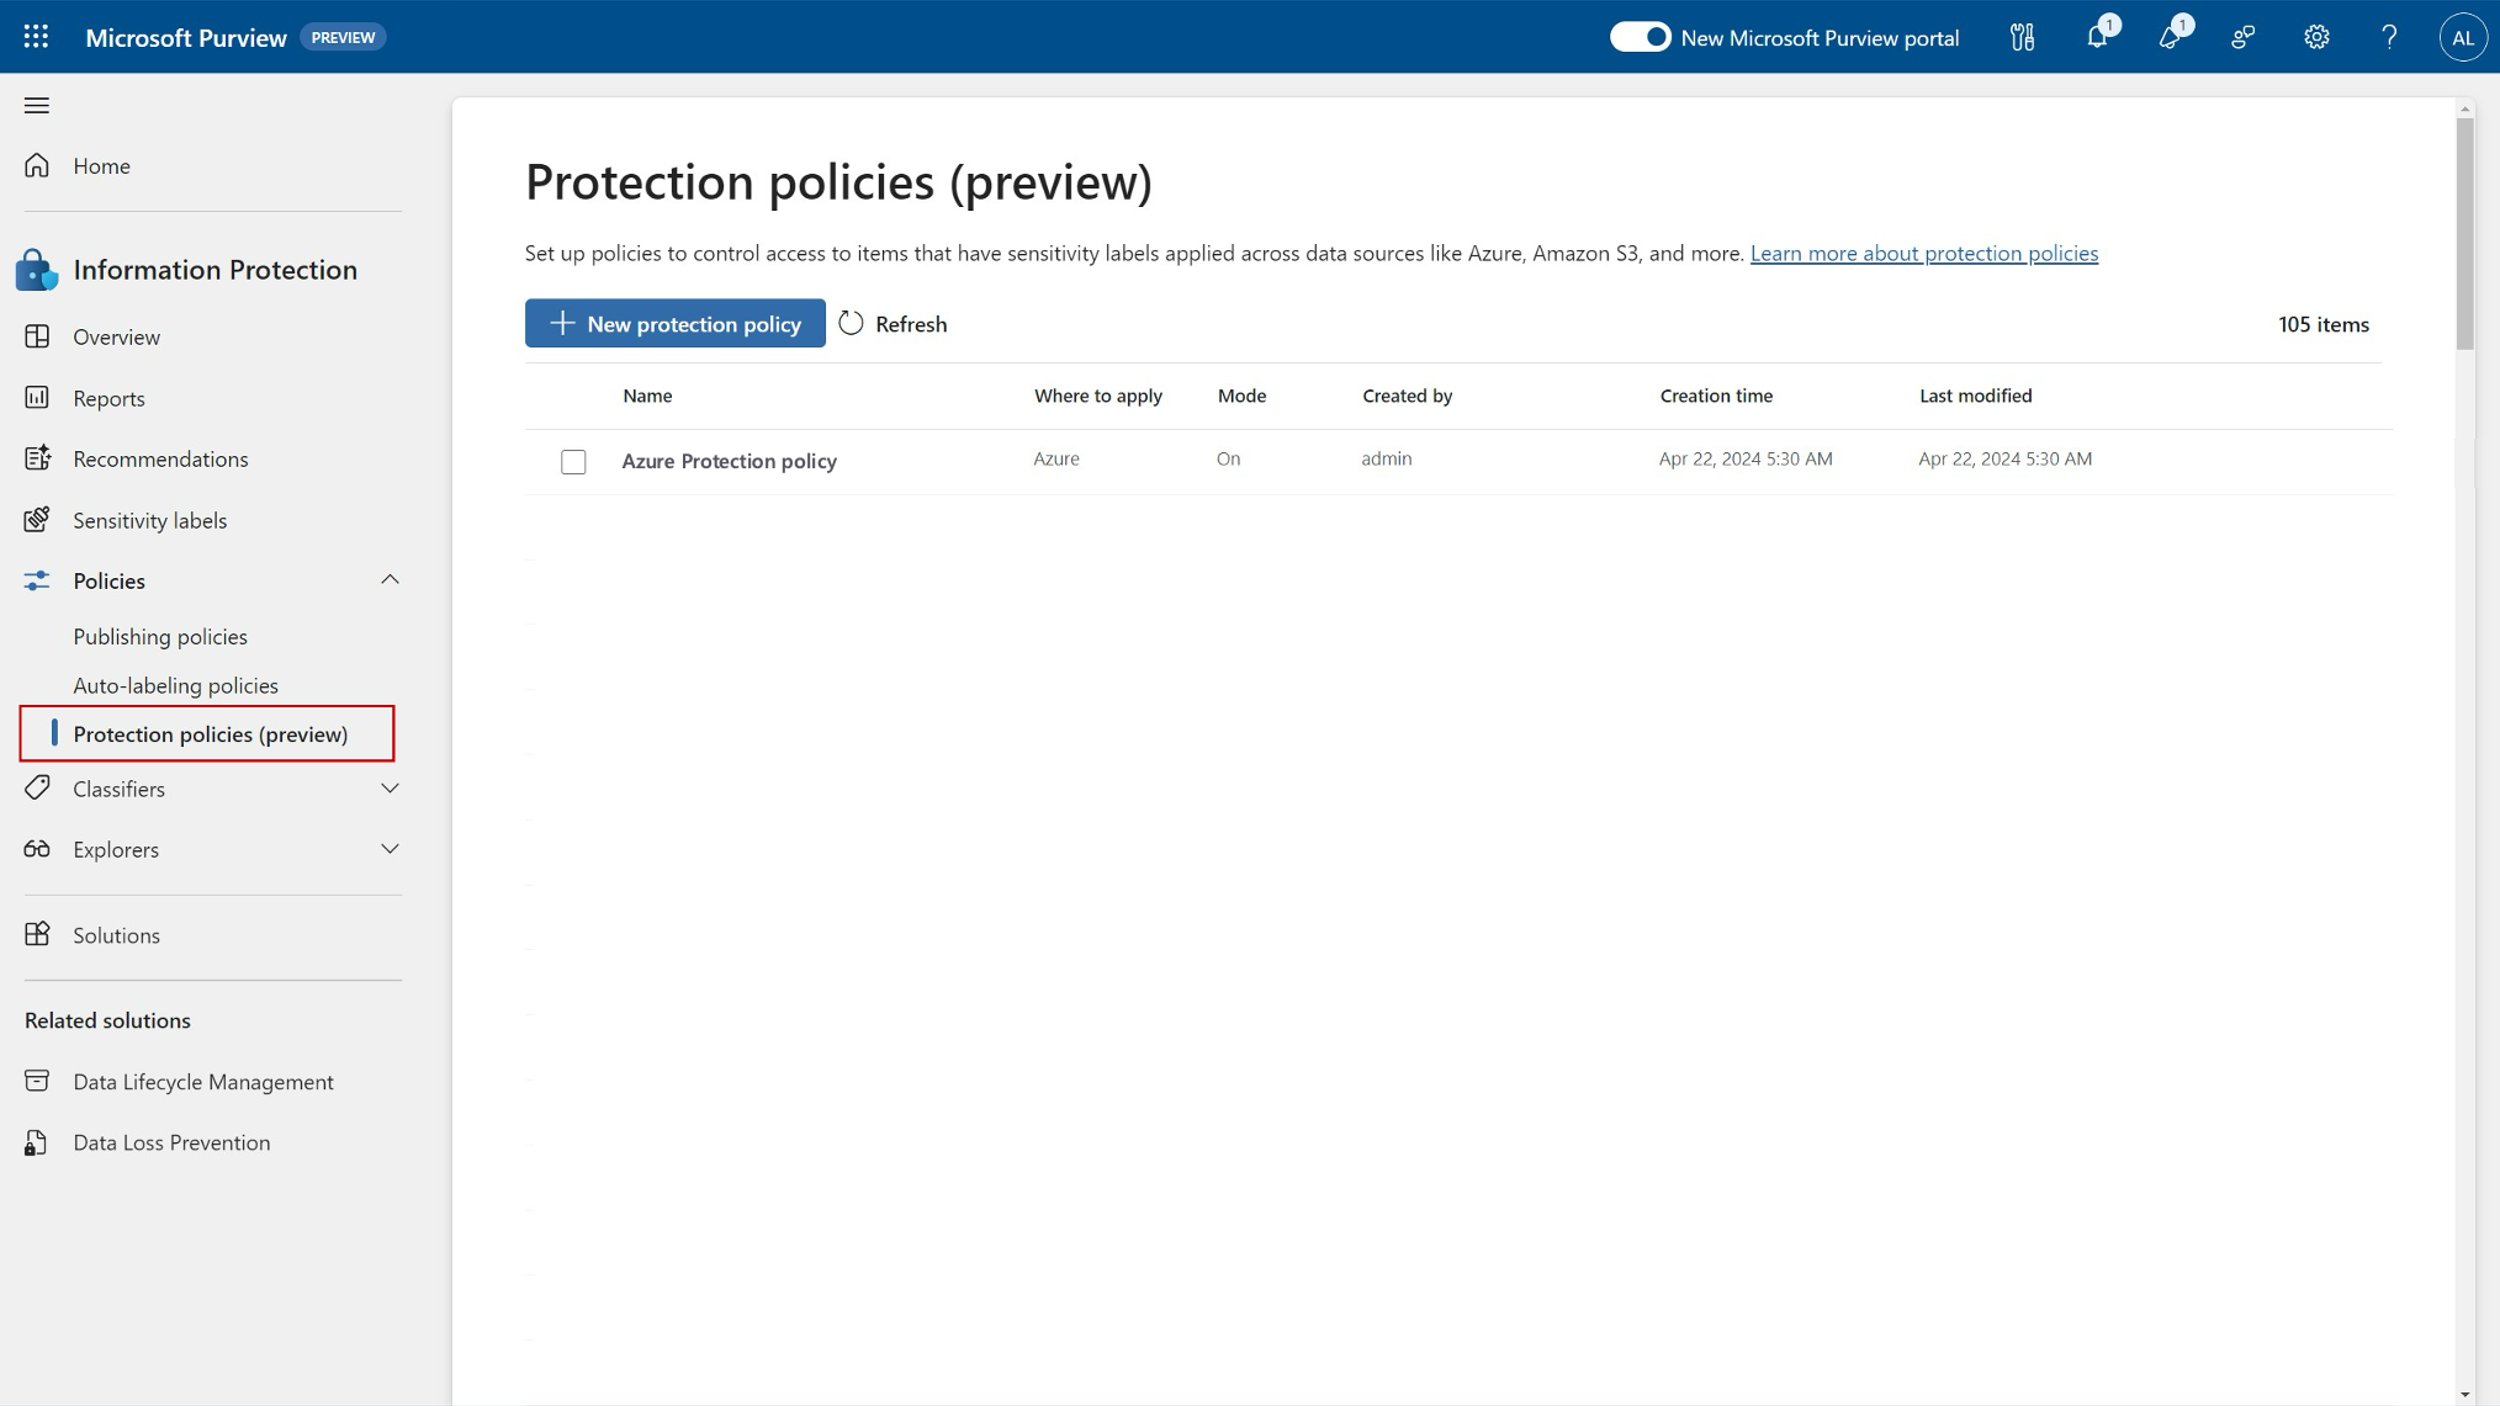 Microsoft Purview PREVIEW
New Microsoft Purview portal
1
1
?
AL
Home
Information Protection
Overview
Reports
Recommendations
Sensitivity labels
Policies
Publishing policies
Auto-labeling policies
Protection policies (preview)
Classifiers
Explorers
Solutions
Related solutions
Data Lifecycle Management
Data Loss Prevention
Protection policies (preview)
Set up policies to control access to items that have sensitivity labels applied across data sources like Azure, Amazon S3, and more. Learn more about protection policies
New protection policy Refresh 105 items
Name Where to apply Mode Created by Creation time Last modified
Azure Protection policy Azure On admin Apr 22, 2024 5:30 AM Apr 22, 2024 5:30 AM